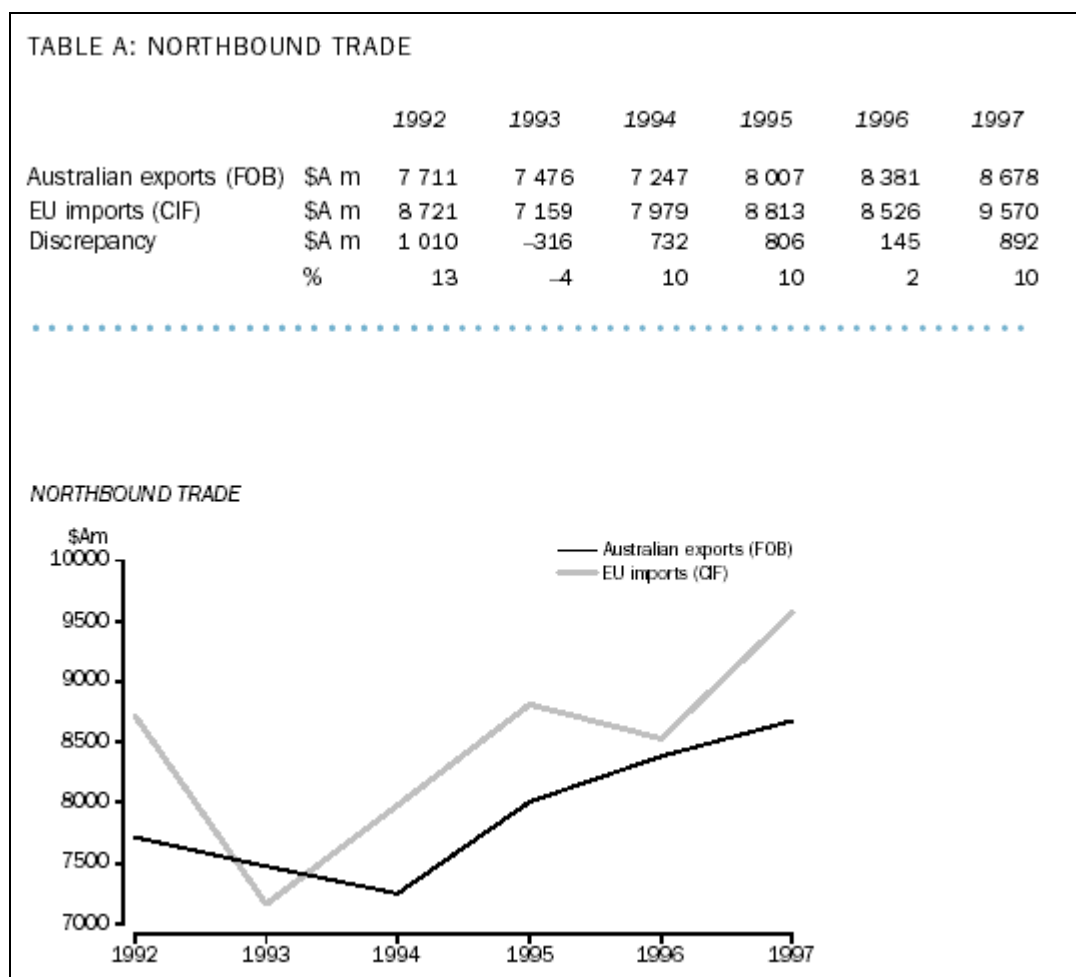 TABLE A: NORTHBOUND TRADE
1992 1993 1994 1995 1996 1997
Australian exports (FOB) $A m 7 711 7 476 7 247 8 007 8 381 8 678
EU imports (CIF) $A m 8 721 7 159 7 979 8 813 8 526 9 570
Discrepancy $A m 1 010 –316 732 806 145 892
% 13 –4 10 10 2 10
NORTHBOUND TRADE
$Am
10000
Australian exports (FOB)
EU imports (CIF)
9500
9000
8500
8000
7500
7000
1992 1993 1994 1995 1996 1997